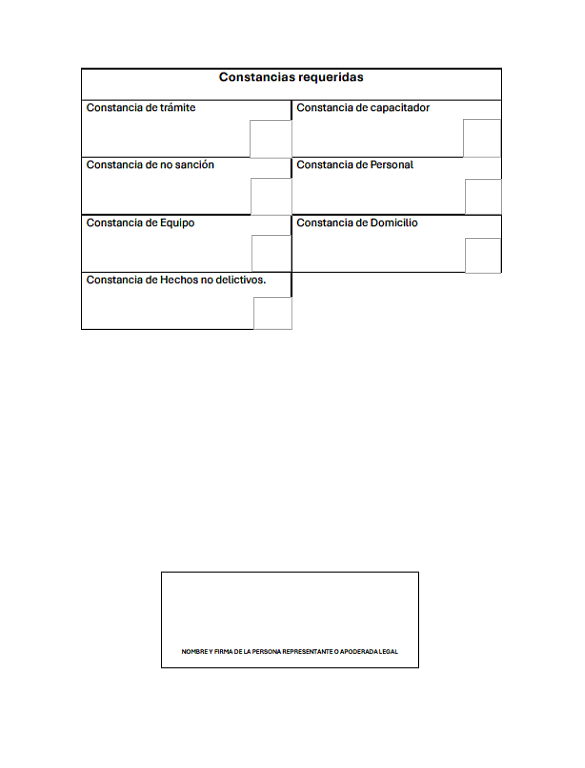 Constancias requeridas
Constancia de trámite
Constancia de capacitador
Constancia de no sanción
Constancia de Personal
Constancia de Equipo
Constancia de Domicilio
Constancia de Hechos no delictivos.
NOMBRE Y FIRMA DE LA PERSONA REPRESENTANTE O APODERADA LEGAL